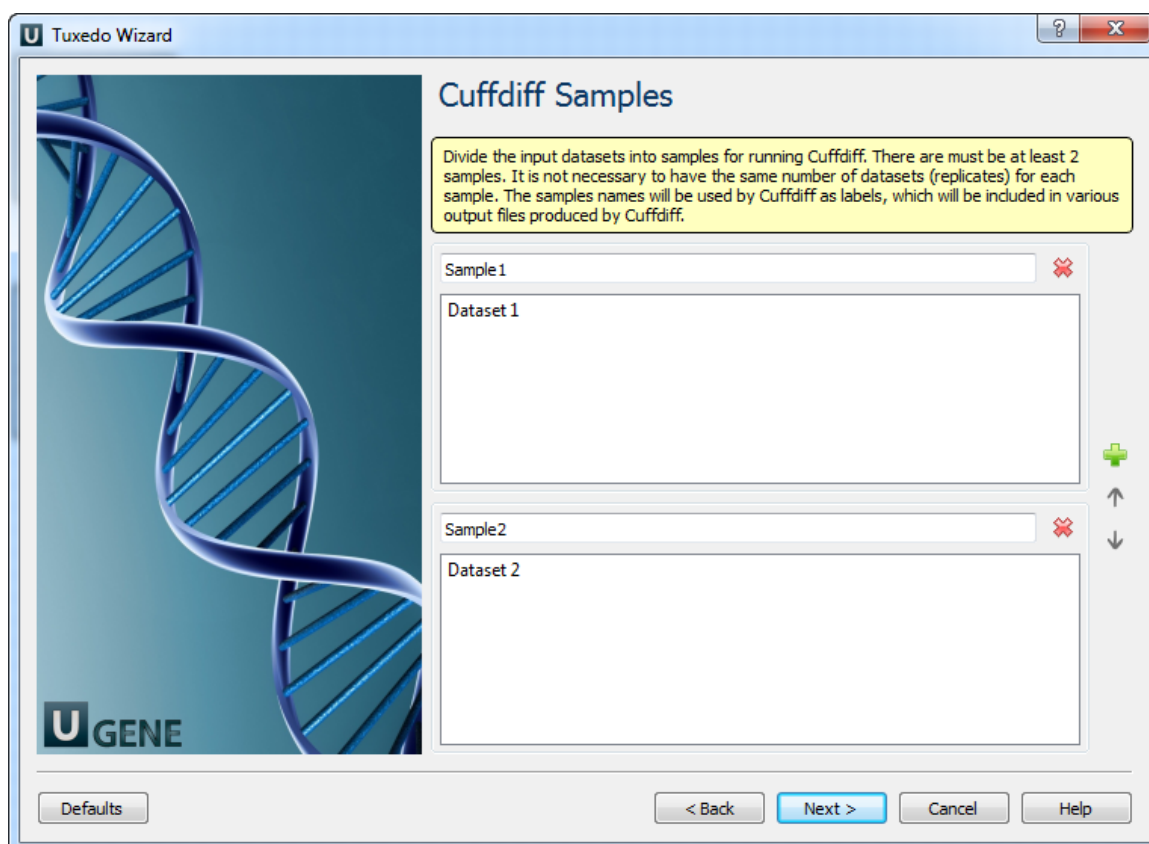 U Tuxedo Wizard
? X
Cuffdiff Samples
Divide the input datasets into samples for running Cuffdiff. There are must be at least 2
samples. It is not necessary to have the same number of datasets (replicates) for each
sample. The samples names will be used by Cuffdiff as labels, which will be included in various
output files produced by Cuffdiff.
Sample1
Dataset 1
Sample2
Dataset 2
U GENE
Defaults
< Back
Next >
Cancel
Help